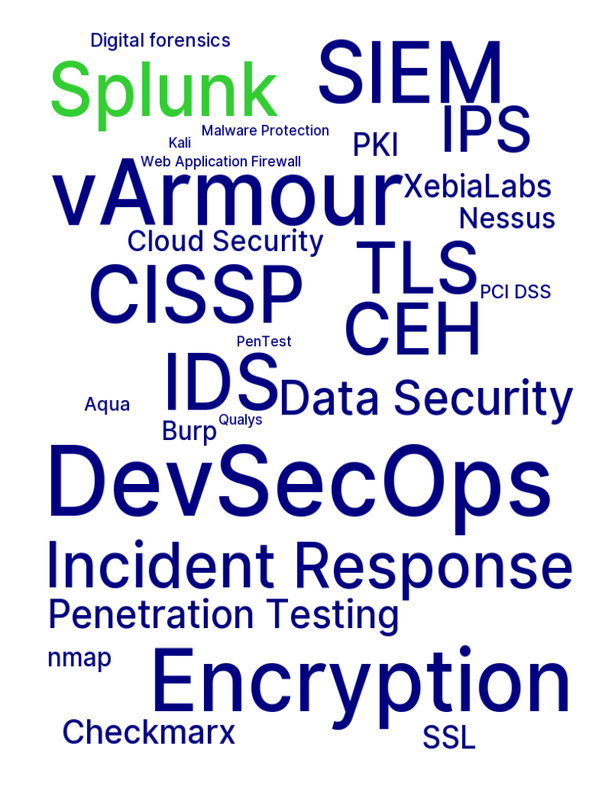 Digital forensics
Splunk
SIEM
IPS
Malware Protection
Kali
PKI
Web Application Firewall
vArmour
XebiaLabs
Nessus
Cloud Security
TLS
CISSP
PCI DSS
CEH
PenTest
IDS
Data Security
Aqua
Qualys
Burp
DevSecOps
Incident Response
Penetration Testing
nmap
Encryption
Checkmarx
SSL